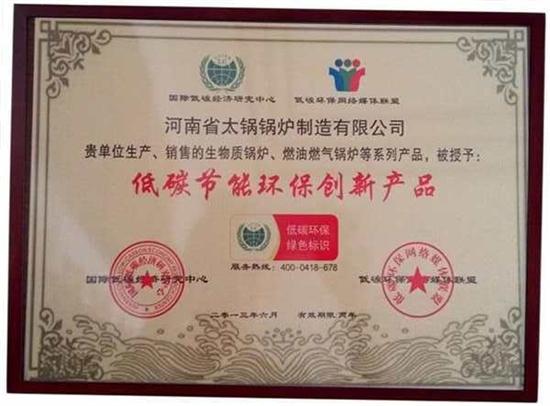 国际低碳经济研究中心 低碳环保网络媒体联盟
河南省太锅锅炉制造有限公司
贵单位生产、销售的生物质锅炉、燃油燃气锅炉等系列产品，被授予：
低碳节能环保创新产品
低碳环保
绿色标识
服务热线：400-0418-678
国际低碳经济研究中心 低碳环保网络媒体联盟
二零一三年六月 有效期限 两年